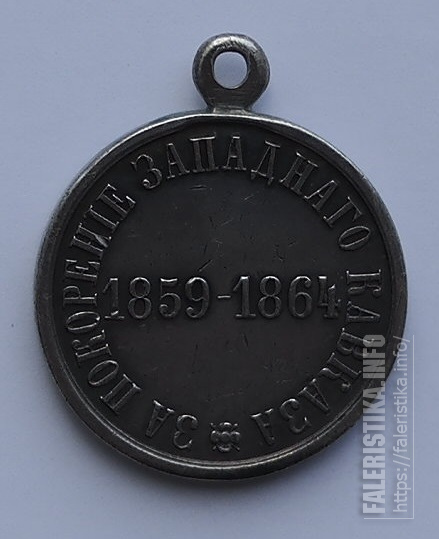 ЗА ПОКОРЕНІЕ ЗАПАДНАГО КАВКАЗА
1859-1864
FALERISTIKA.INFO
https://faleristika.info/